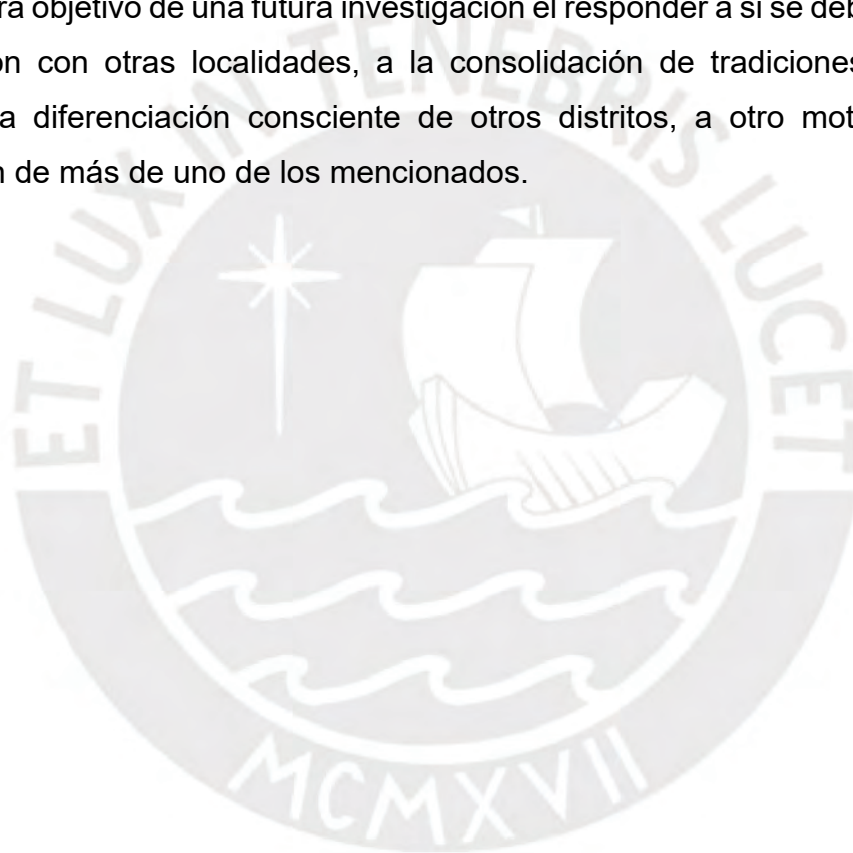 ra objetivo de una futura investigación el responder a si se deb
on con otras localidades, a la consolidación de tradiciones
a diferenciación consciente de otros distritos, a otro mot
n de más de uno de los mencionados.
ET LUX IN TENEBRIS LUCET
MCMXVII